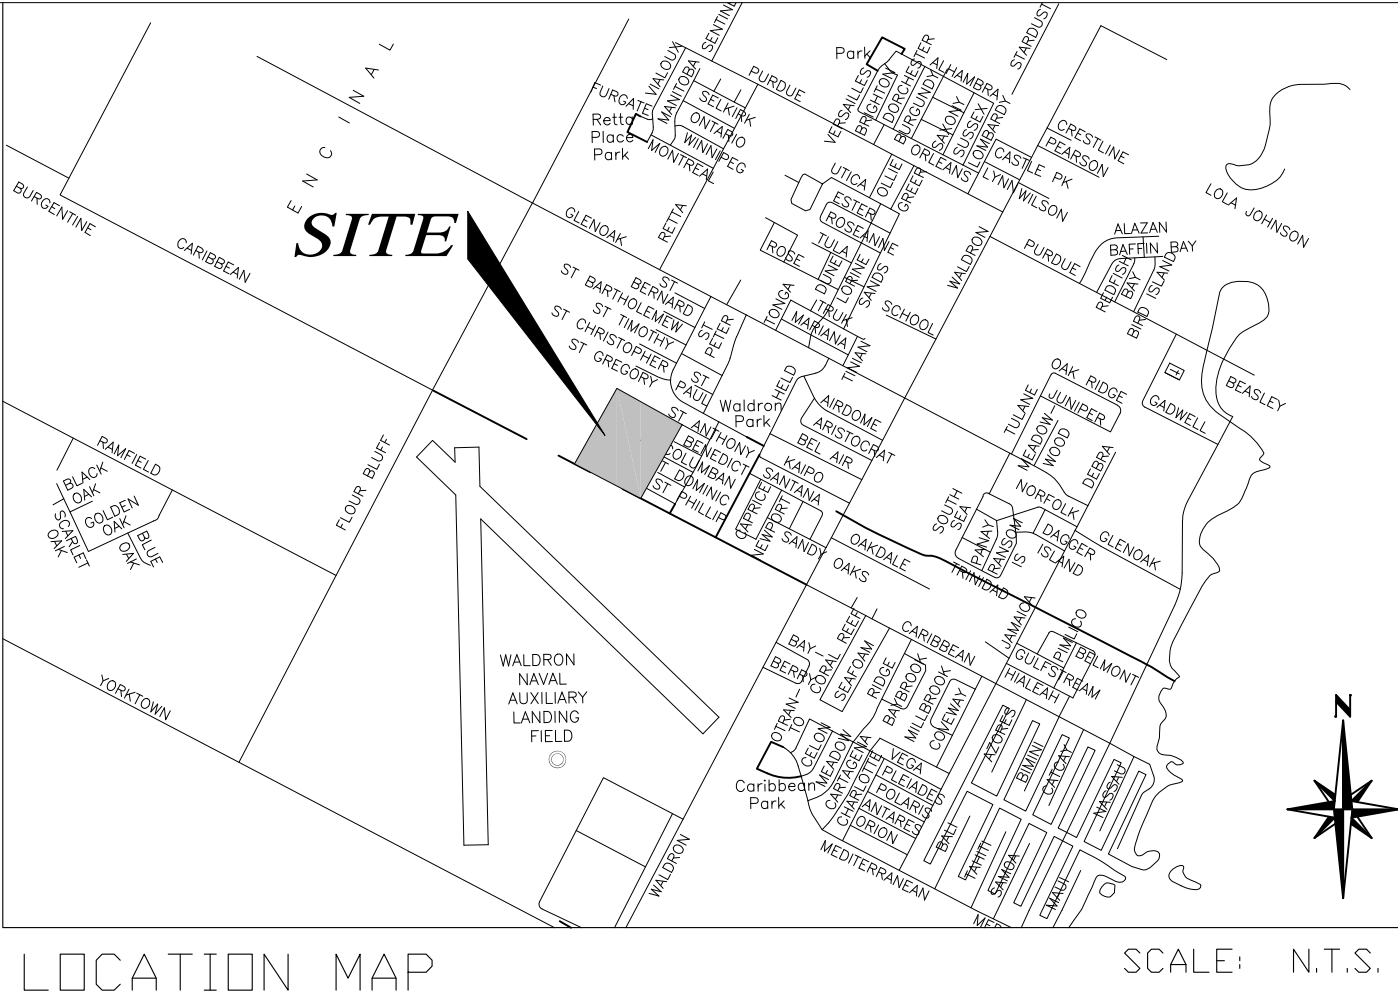 SENTINE
STARDUST
Park
VIALOUX
MANITOBA
PURDUE
VERSAILLES
BRIGHTON
DORCHESTER
BURGUNDY
ALHAMBRA
SAXONY
SUSSEX
LOMBARDY
FURGATE
Retta
Place
Park
SELKIRK
ONTARIO
WINNIPEG
MONTREAL
ORLEANS
CASTLE PK
LYNN WILSON
CRESTLINE
PEARSON
ENCINAL
BURGENTINE
CARIBBEAN
SITE
GLENOAK
RETTA
UTICA
OLLIE
GREER
ESTER
ROSEANNE
TULA
ROSE
DUNE
LORINE
SANDS
WALDRON
PURDUE
ALAZAN
BAFFIN BAY
REDFISH
BAY
BIRD ISLAND
LOLA JOHNSON
ST
BERNARD
ST BARTHOLEMEW
ST TIMOTHY
ST CHRISTOPHER
ST GREGORY
ST
PETER
ST
PAUL
TONGA
TRUK
MARIANA
SCHOOL
TINIAN
HELD
Waldron
Park
AIRDOME
ARISTOCRAT
BEL AIR
KAIPO
SANTANA
OAK RIDGE
JUNIPER
TULANE
MEADOW-
WOOD
DEBRA
GADWELL
BEASLEY
ST ANTHONY
BENEDICT
COLUMBAN
ST DOMINIC
ST PHILLIP
CAPRICE
NEWPORT
SANDY
OAKDALE
OAKS
RAMFIELD
BLACK
OAK
GOLDEN
OAK
SCARLET
OAK
BLUE
OAK
FLOUR BLUFF
SOUTH
SEA
NORFOLK
PANAY
RANSOM
IS
DAGGER
ISLAND
GLENOAK
TRINIDAD
JAMAICA
PIMLICO
BELMONT
GULFSTREAM
HIALEAH
CARIBBEAN
BAY-
BERRY
CORAL REEF
SEAFOAM
RIDGE
BAYBROOK
MILLBROOK
COVEWAY
YORKTOWN
WALDRON
NAVAL
AUXILIARY
LANDING
FIELD
OTRAN-
TO
CELON
MEADOW
CARTAGENA
CHARLOTTE
VEGA
PLEIADES
POLARIS
ANTARES
ORION
Caribbean
Park
AZORES
BIMINI
CATCAY
NASSAU
BALI
TAHITI
SAMOA
MAUI
MEDITERRANEAN
MER
WALDRON
N
LOCATION MAP
SCALE: N.T.S.